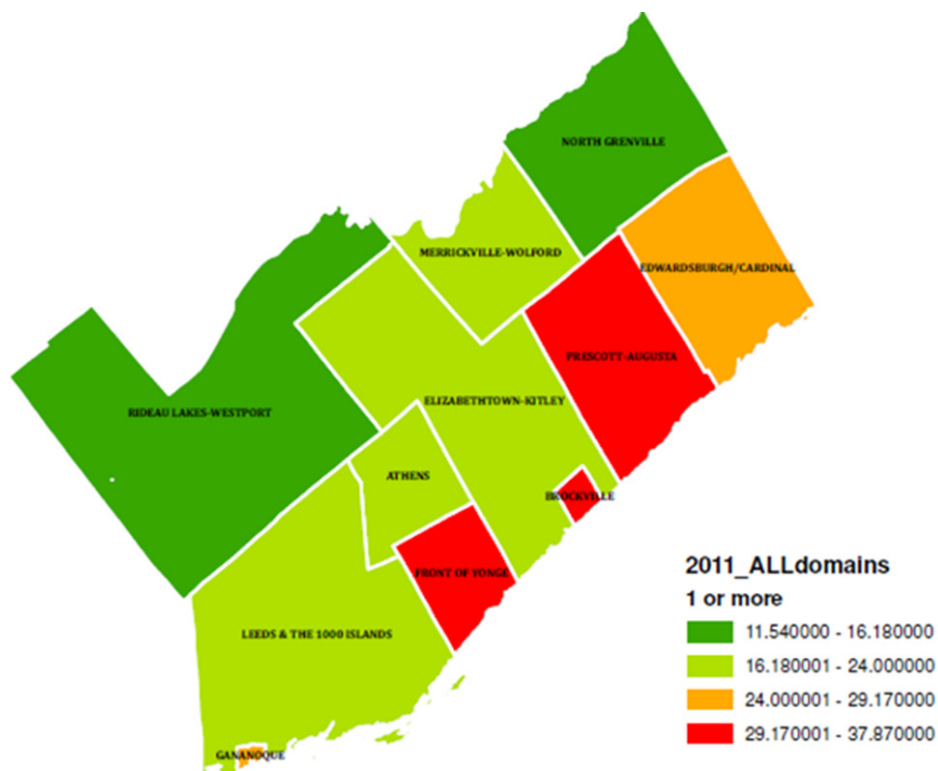 NORTH GRENVILLE
MERRICKVILLE-WOLFORD
EDWARDSBURGH/CARDINAL
PRESCOTT-AUGUSTA
RIDEAU LAKES-WESTPORT
ELIZABETHTOWN-KITLEY
ATHENS
BROCKVILLE
FRONT OF YONGE
LEEDS & THE 1000 ISLANDS
GANANOQUE
2011_ALLdomains
1 or more
11.540000 - 16.180000
16.180001 - 24.000000
24.000001 - 29.170000
29.170001 - 37.870000